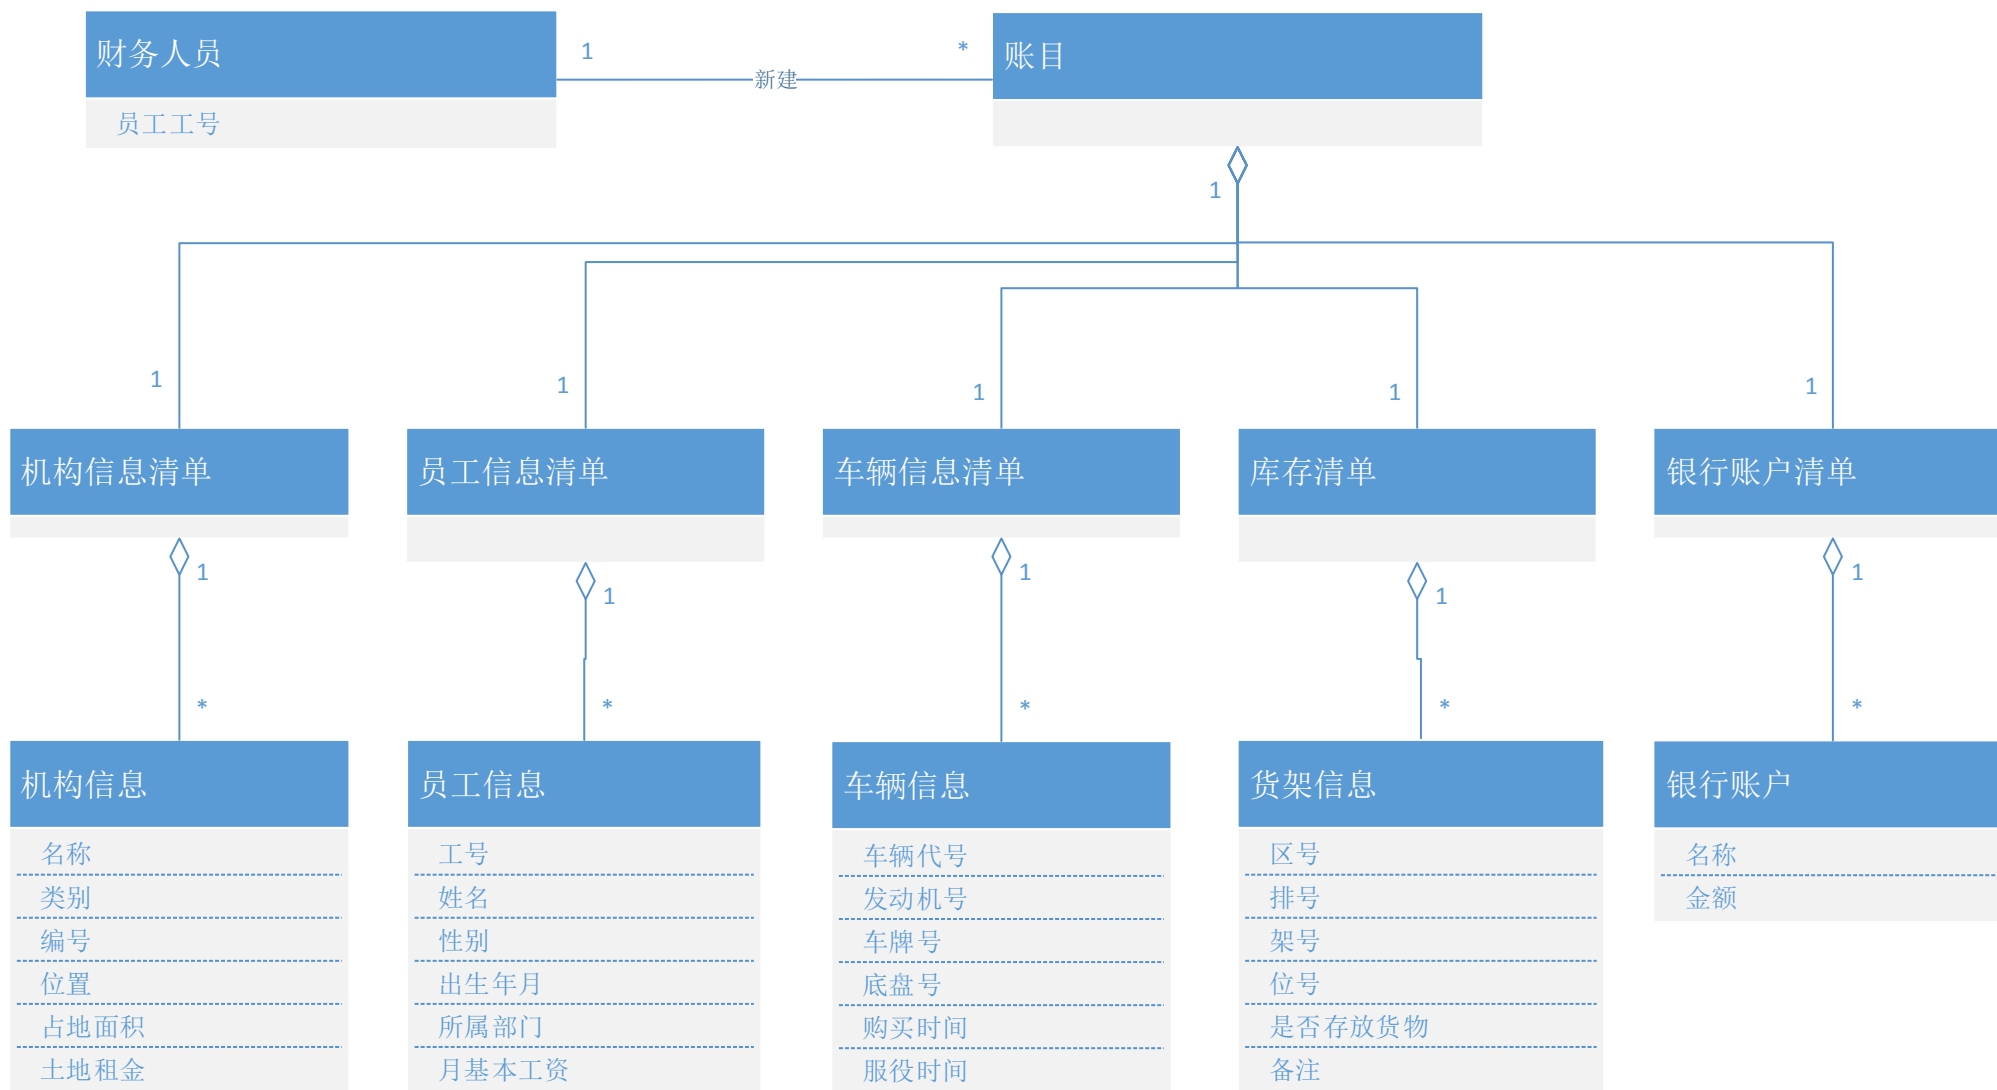 财务人员
1
*
账目
新建
员工工号
1
1
1
1
1
1
机构信息清单
员工信息清单
车辆信息清单
库存清单
银行账户清单
1
1
1
1
1
*
*
*
*
*
机构信息
员工信息
车辆信息
货架信息
银行账户
名称
类别
编号
位置
占地面积
土地租金
工号
姓名
性别
出生年月
所属部门
月基本工资
车辆代号
发动机号
车牌号
底盘号
购买时间
服役时间
区号
排号
架号
位号
是否存放货物
备注
名称
金额